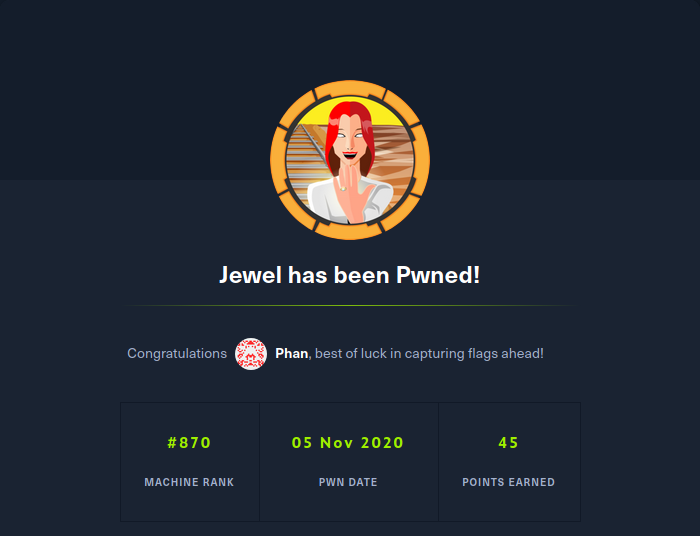 Jewel has been Pwned!
Congratulations Phan, best of luck in capturing flags ahead!
#870 05 Nov 2020 45
MACHINE RANK PWN DATE POINTS EARNED